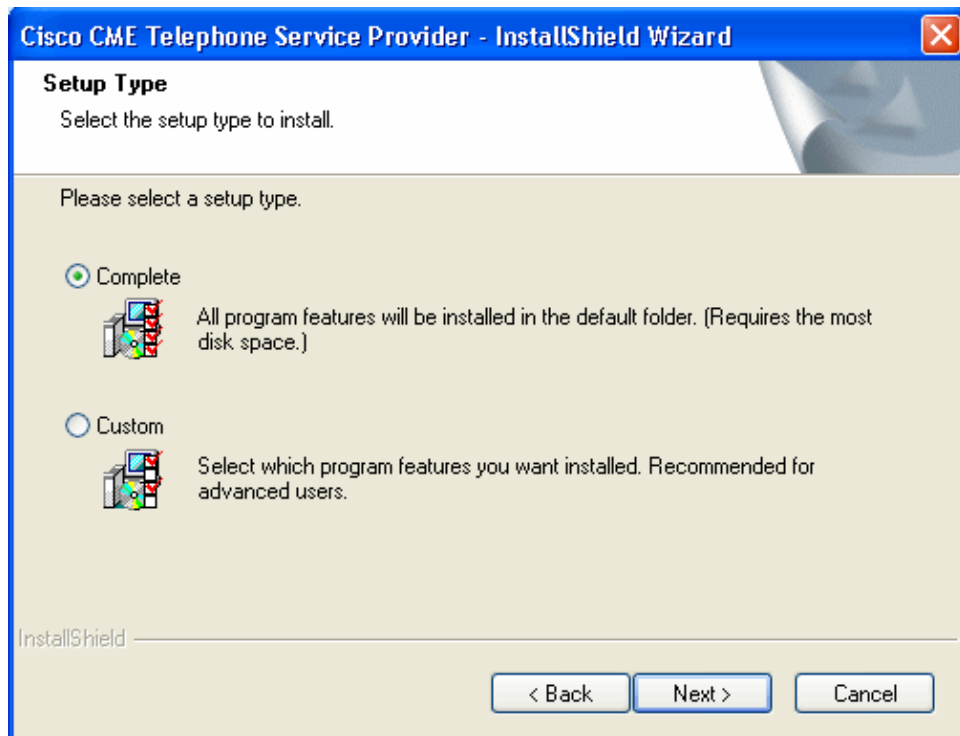 Cisco CME Telephone Service Provider - InstallShield Wizard
Setup Type
Select the setup type to install.
Please select a setup type.
Complete
All program features will be installed in the default folder. (Requires the most
disk space.)
Custom
Select which program features you want installed. Recommended for
advanced users.
InstallShield
< Back
Next >
Cancel